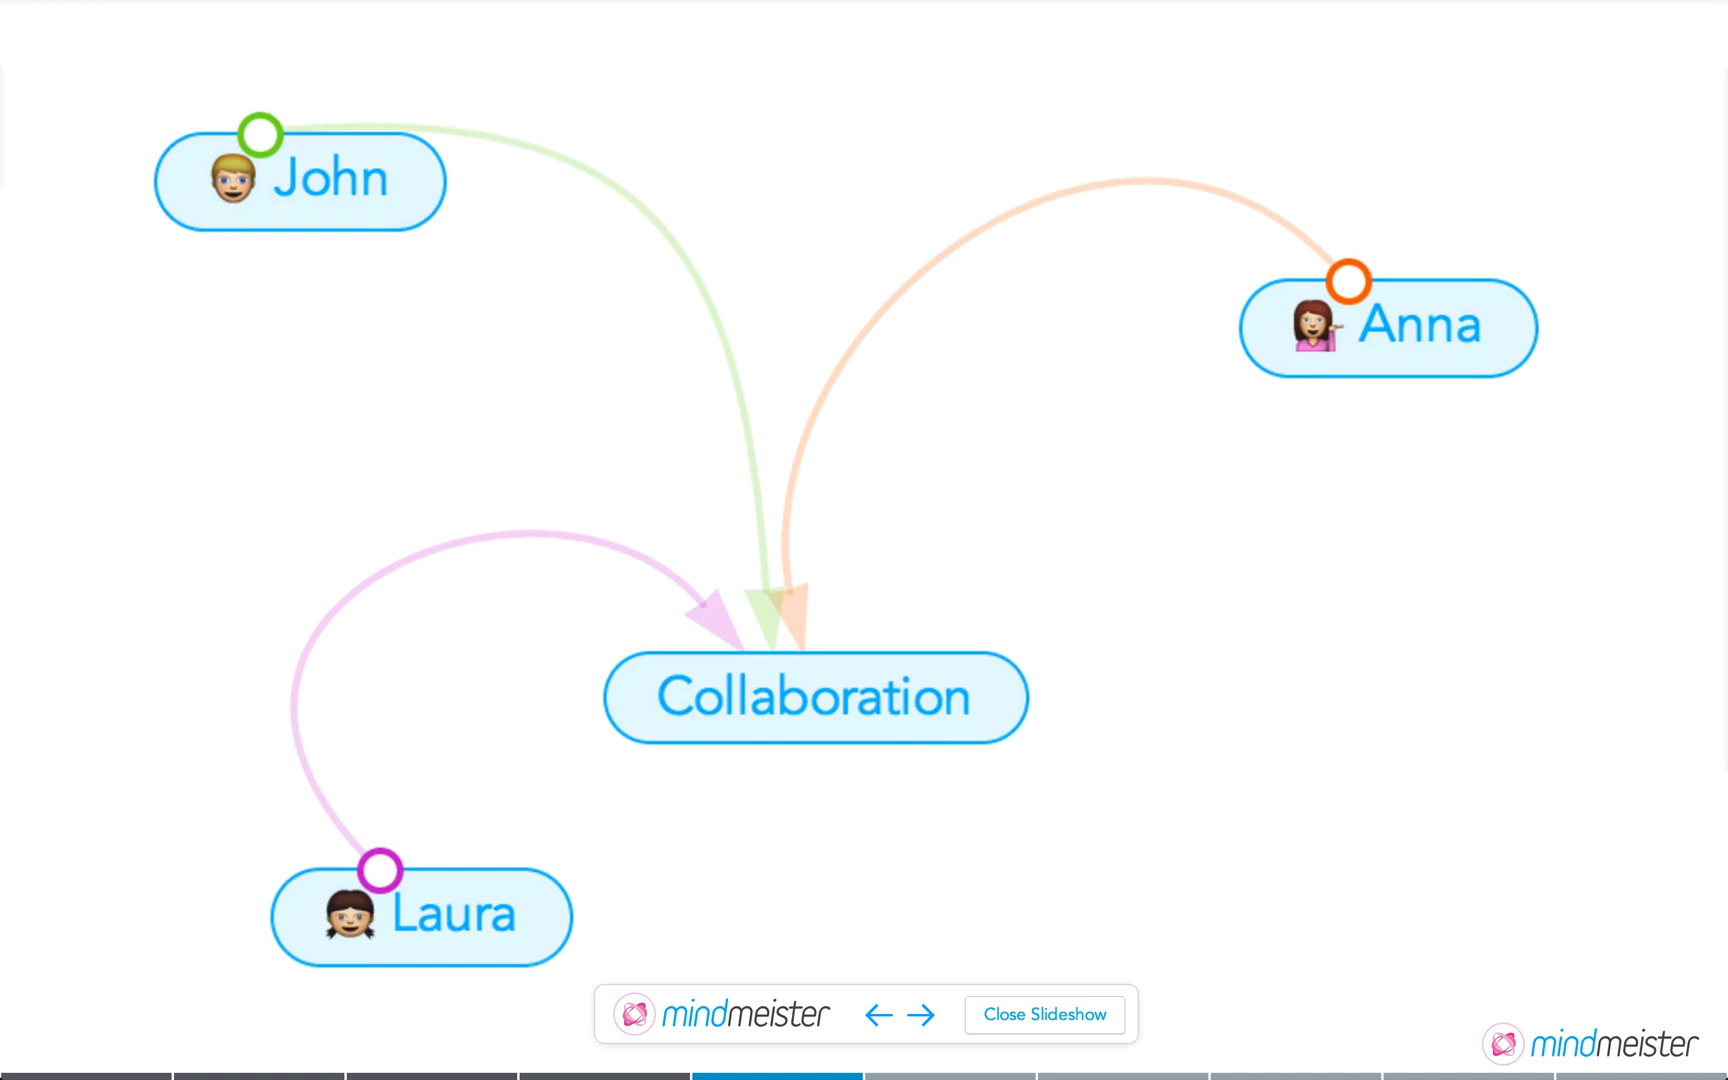 John
Anna
Collaboration
Laura
mindmeister
Close Slideshow
mindmeister